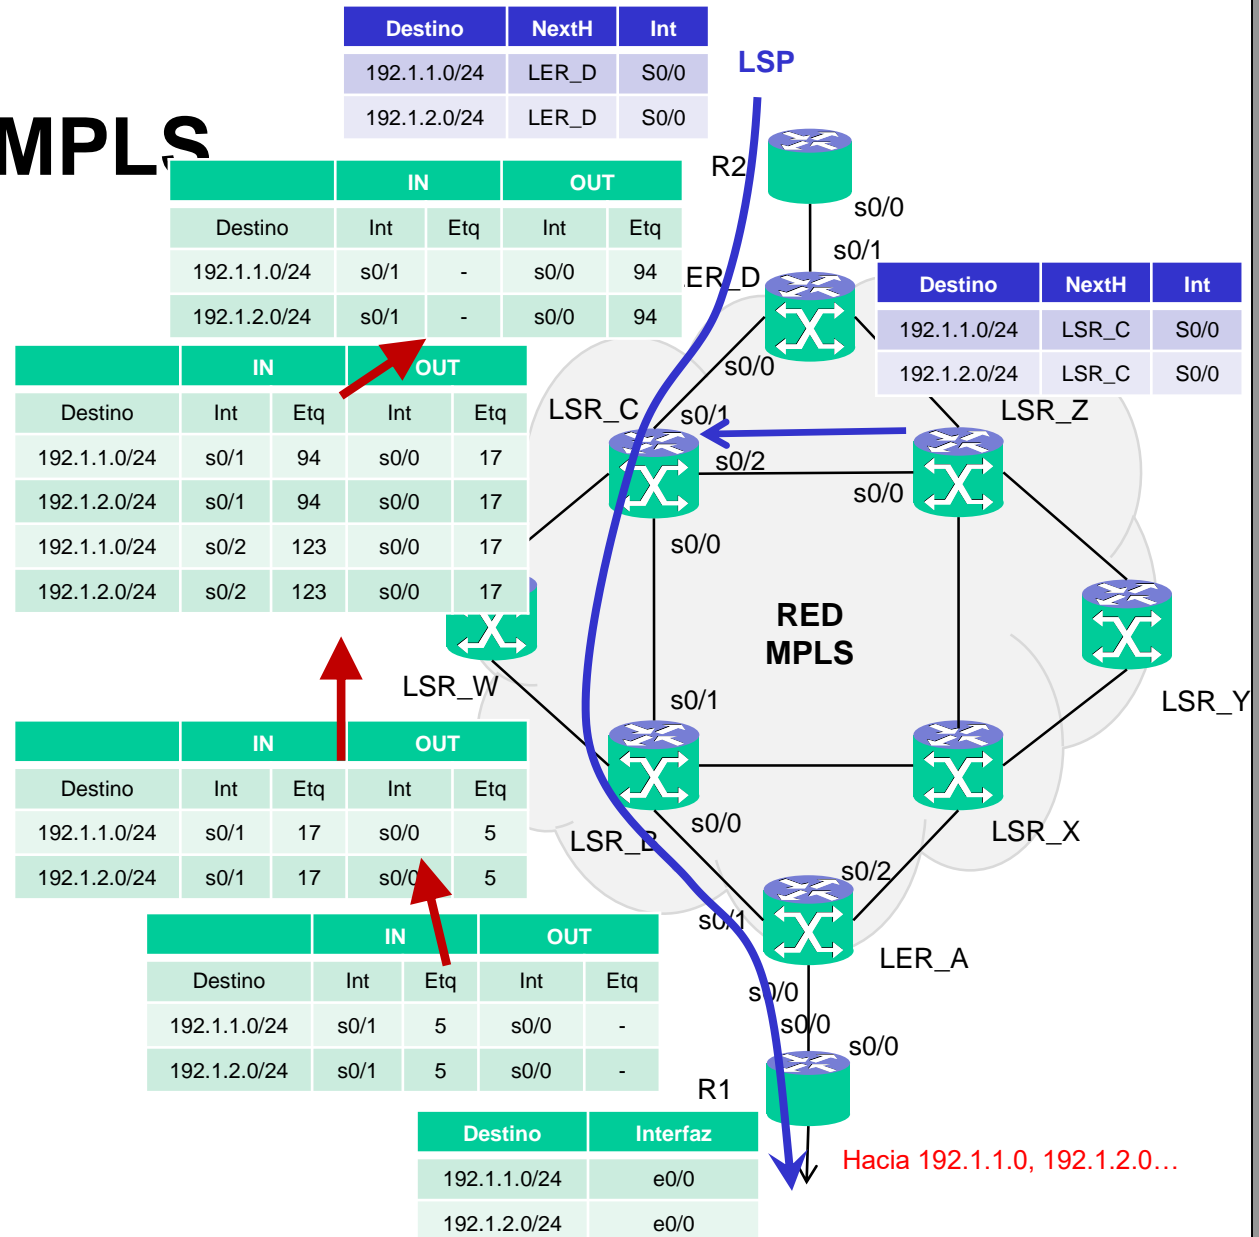 Destino NextH Int
192.1.1.0/24 LER_D S0/0
192.1.2.0/24 LER_D S0/0
LSP
MPLS
R2
s0/0
s0/1
IN OUT
Destino Int Etq Int Etq
192.1.1.0/24 s0/1 - s0/0 94
192.1.2.0/24 s0/1 - s0/0 94
ER_D
Destino NextH Int
192.1.1.0/24 LSR_C S0/0
192.1.2.0/24 LSR_C S0/0
s0/0
IN OUT
Destino Int Etq Int Etq
192.1.1.0/24 s0/1 94 s0/0 17
192.1.2.0/24 s0/1 94 s0/0 17
192.1.1.0/24 s0/2 123 s0/0 17
192.1.2.0/24 s0/2 123 s0/0 17
LSR_C
s0/1
LSR_Z
s0/2
s0/0
s0/0
RED
MPLS
LSR_W
s0/1
LSR_Y
IN OUT
Destino Int Etq Int Etq
192.1.1.0/24 s0/1 17 s0/0 5
192.1.2.0/24 s0/1 17 s0/0 5
LSR_B
s0/0
LSR_X
s0/2
s0/1
LER_A
IN OUT
Destino Int Etq Int Etq
192.1.1.0/24 s0/1 5 s0/0 -
192.1.2.0/24 s0/1 5 s0/0 -
s0/0
s0/0
s0/0
R1
Destino Interfaz
192.1.1.0/24 e0/0
192.1.2.0/24 e0/0
Hacia 192.1.1.0, 192.1.2.0…